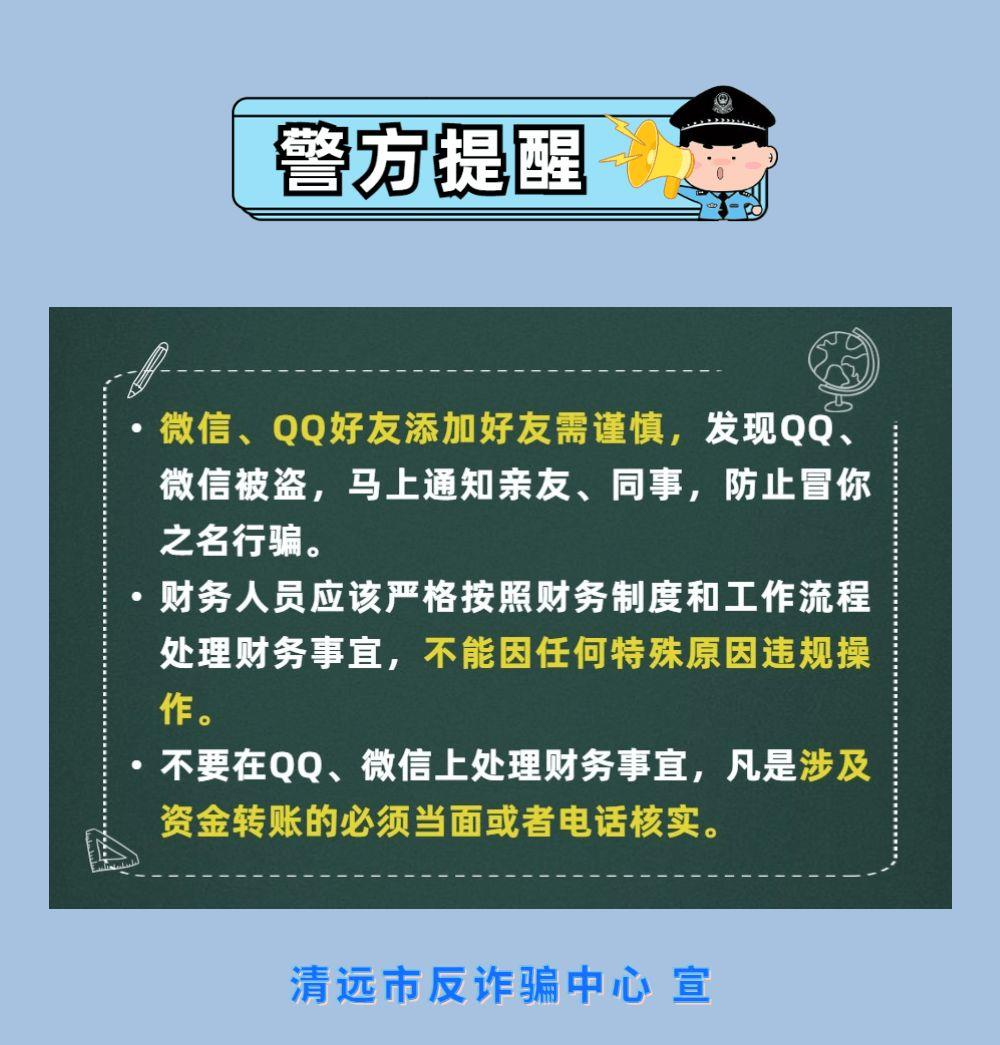 警方提醒
• 微信、QQ好友添加好友需谨慎，发现QQ、
微信被盗，马上通知亲友、同事，防止冒你
之名行骗。
• 财务人员应该严格按照财务制度和工作流程
处理财务事宜，不能因任何特殊原因违规操
作。
• 不要在QQ、微信上处理财务事宜，凡是涉及
资金转账的必须当面或者电话核实。
清远市反诈骗中心 宣